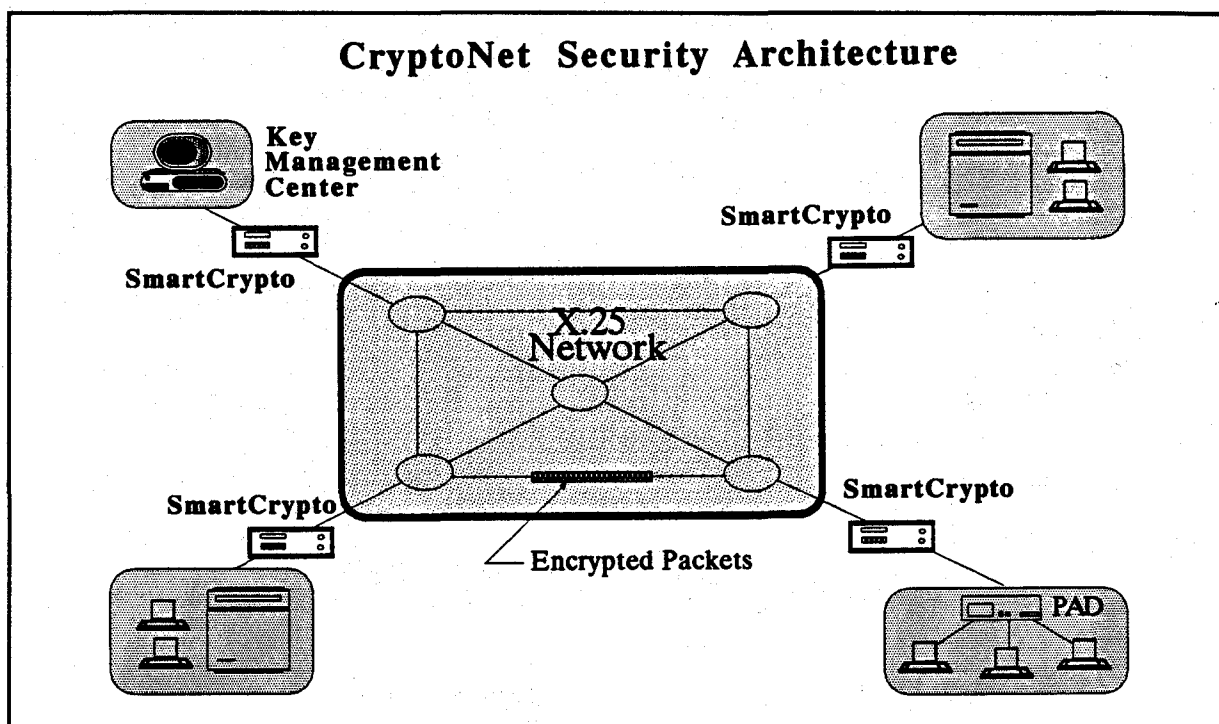 CryptoNet Security Architecture
Key
Management
Center
SmartCrypto
SmartCrypto
X.25
Network
SmartCrypto
SmartCrypto
Encrypted Packets
PAD